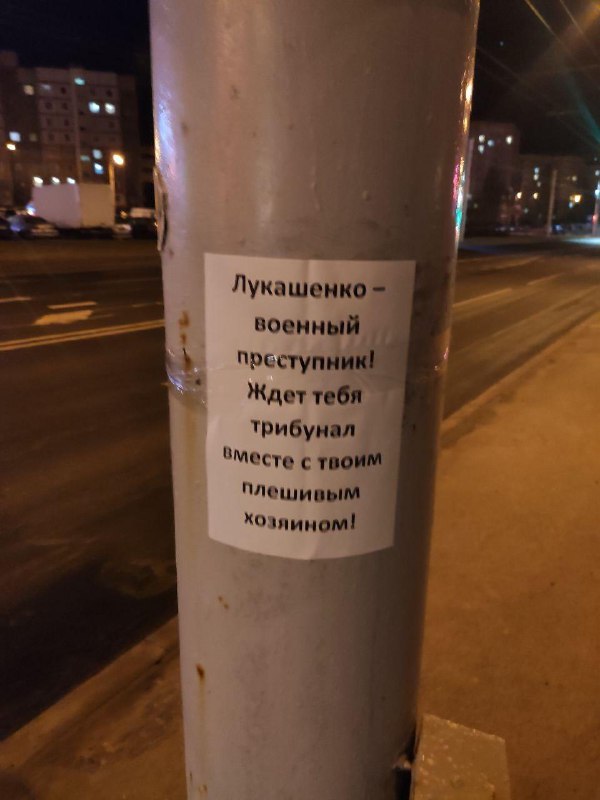 Лукашенко –
военный
преступник!
Ждет тебя
трибунал
вместе с твоим
плешивым
хозяином!